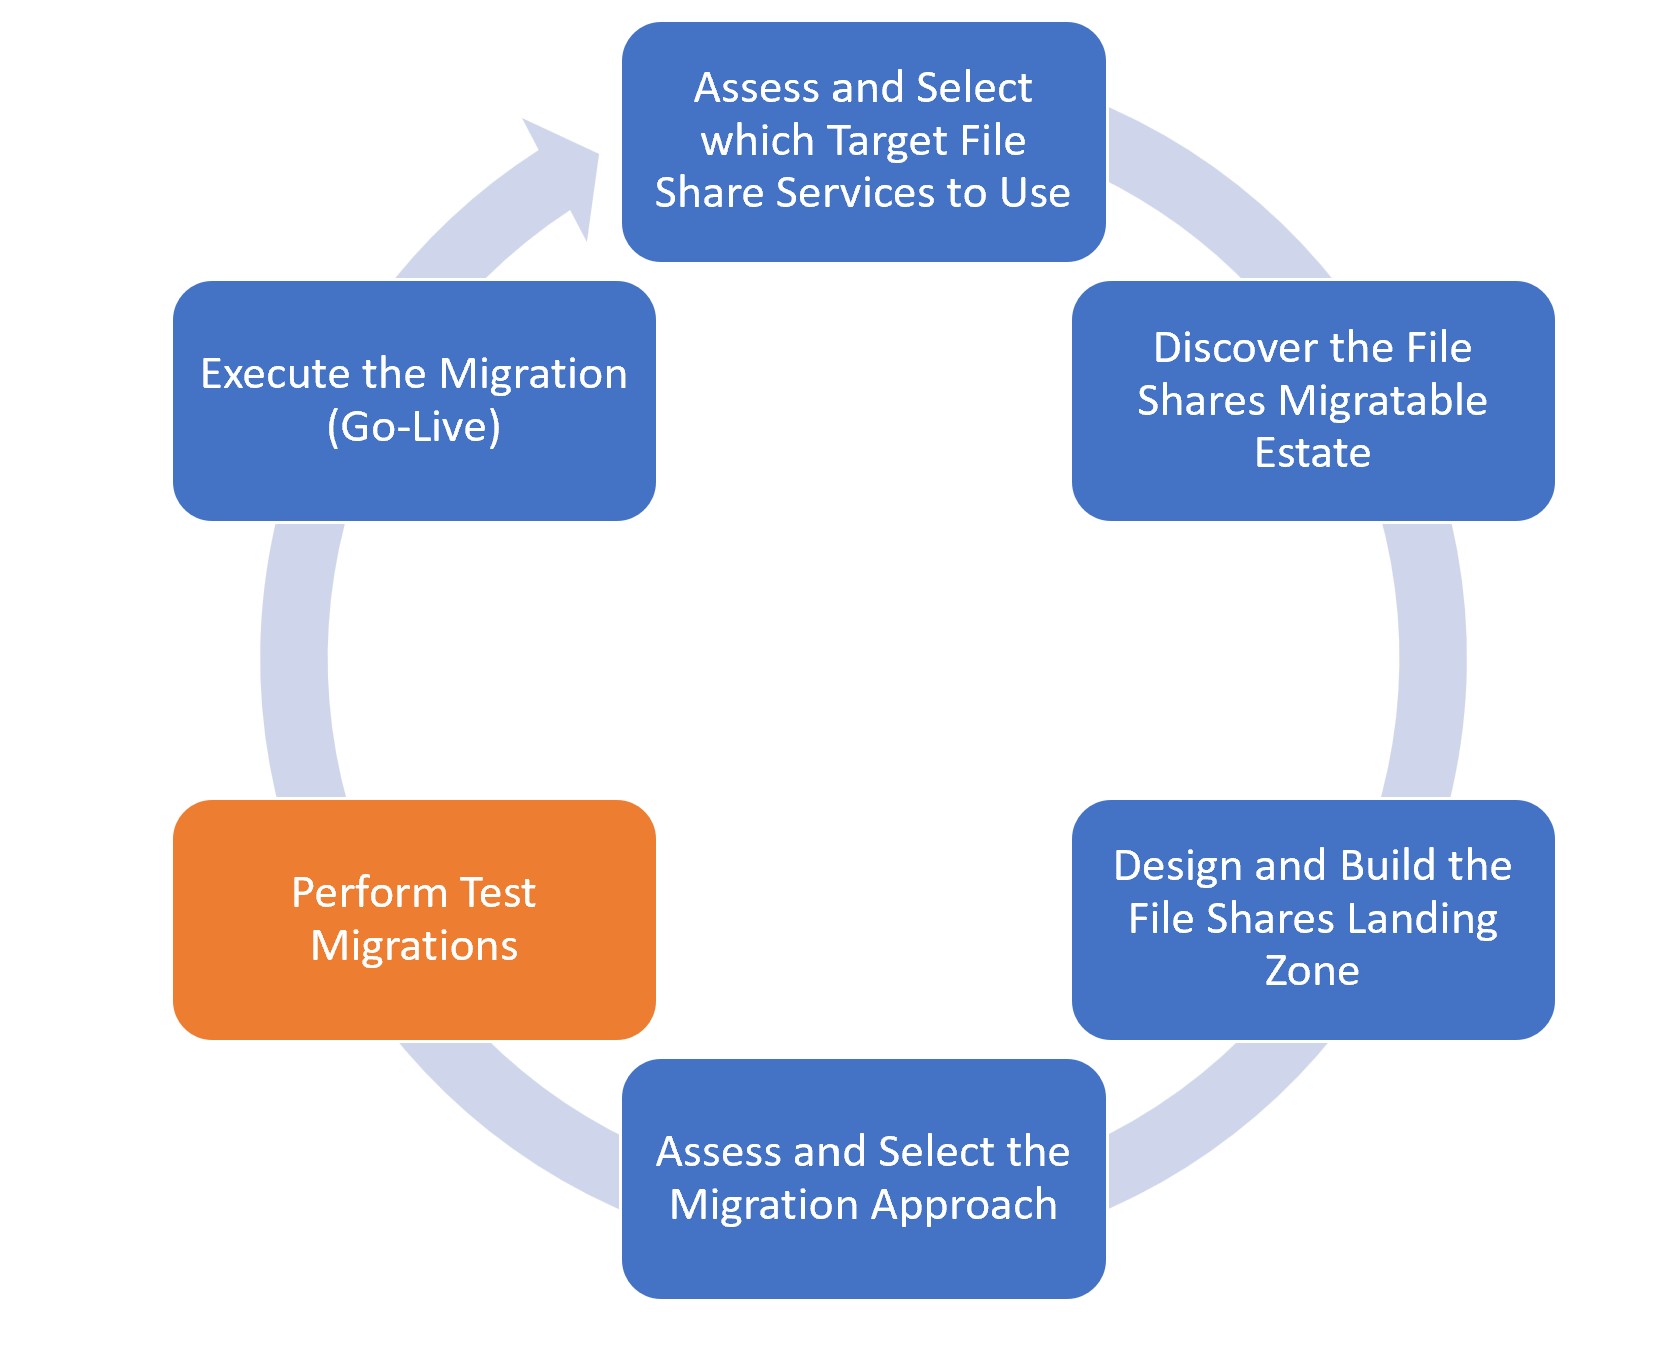 Assess and Select
which Target File
Share Services to Use
Discover the File
Shares Migratable
Estate
Design and Build the
File Shares Landing
Zone
Assess and Select the
Migration Approach
Perform Test
Migrations
Execute the Migration
(Go-Live)